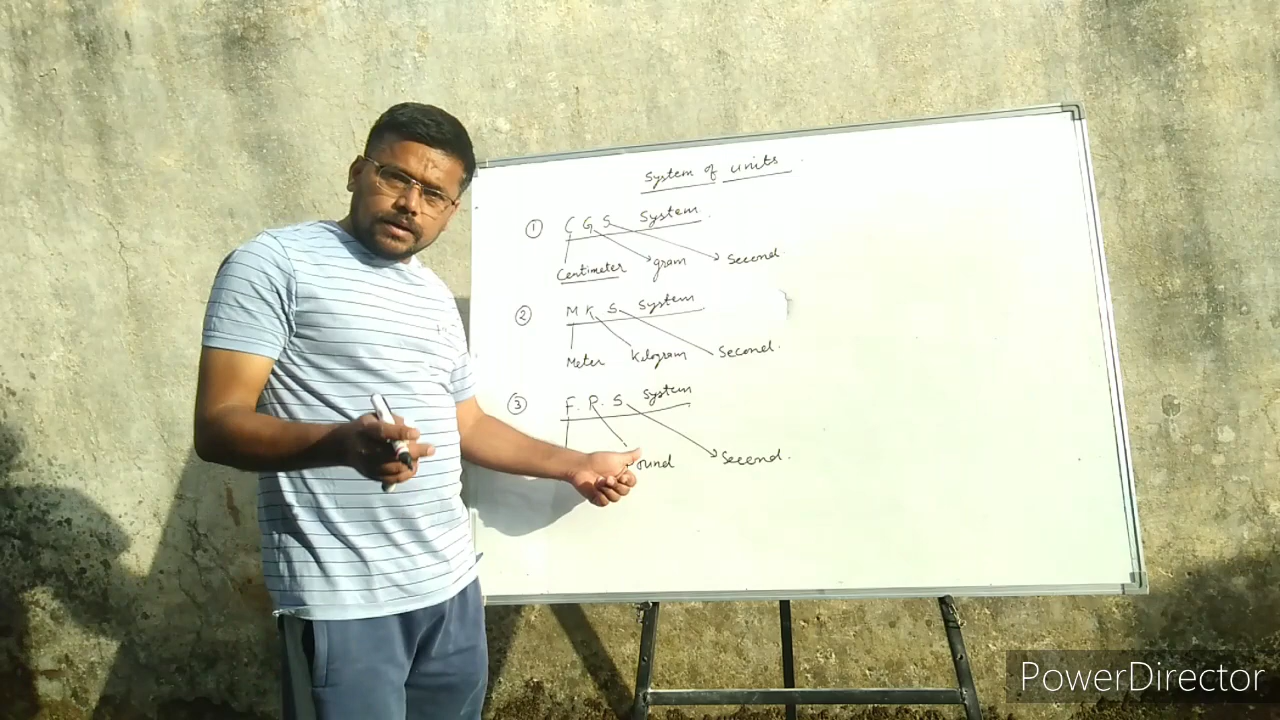 System of units
① C G S System.
Centimeter gram Second
② M K S System
Meter Kilogram Second.
③ F. P. S System
ound Second.
PowerDirector